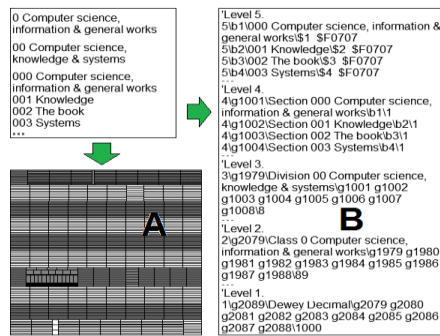 0 Computer science,
information & general works
00 Computer science,
knowledge & systems
000 Computer science,
information & general works
001 Knowledge
002 The book
003 Systems
...
A
'Level 5.
5\b1\000 Computer science, information &
general works\$1 $F0707
5\b2\001 Knowledge\$2 $F0707
5\b3\002 The book\$3 $F0707
5\b4\003 Systems\$4 $F0707
...
'Level 4.
4\g1001\Section 000 Computer science,
information & general works\b1\1
4\g1002\Section 001 Knowledge\b2\1
4\g1003\Section 002 The book\b3\1
4\g1004\Section 003 Systems\b4\1
...
'Level 3.
3\g1979\Division 00 Computer science,
knowledge & systems\g1001 g1002
g1003 g1004 g1005 g1006 g1007
g1008\8
...
B
'Level 2.
2\g2079\Class 0 Computer science,
information & general works\g1979 g1980
g1981 g1982 g1983 g1984 g1985 g1986
g1987 g1988\89
...
'Level 1.
1\g2089\Dewey Decimal\g2079 g2080
g2081 g2082 g2083 g2084 g2085 g2086
g2087 g2088\1000